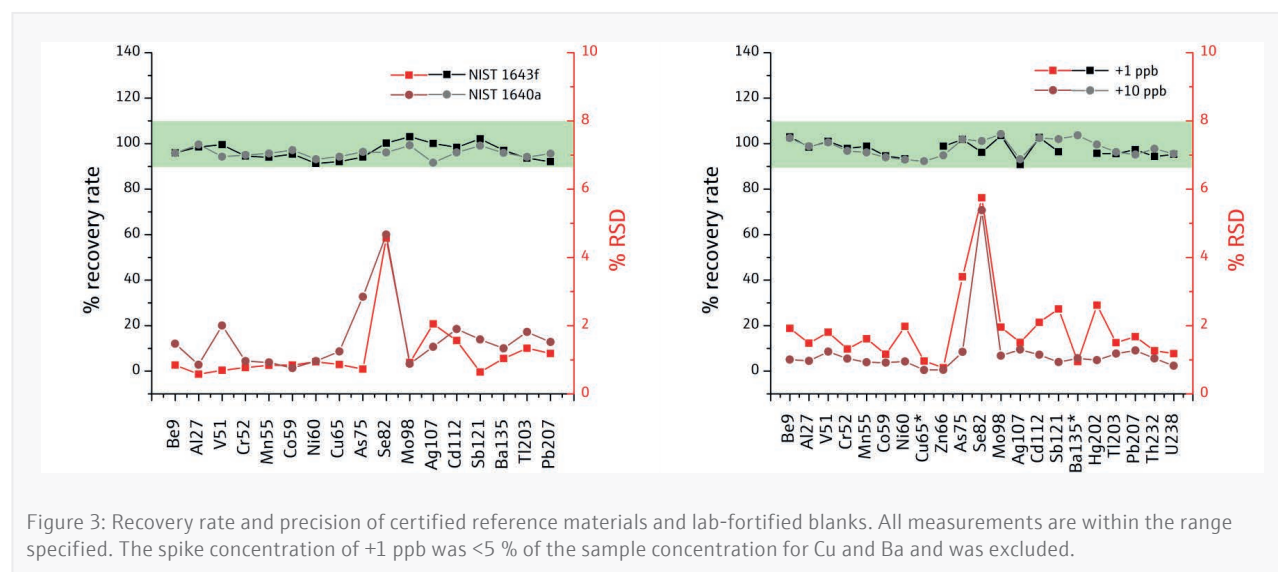 140
120
100
80
60
40
20
0
% recovery rate
10
8
6
4
2
0
% RSD
NIST 1643f
NIST 1640a
Be9
Al27
V51
Cr52
Mn55
Co59
Ni60
Cu65
As75
Se82
Mo98
Ag107
Cd112
Sb121
Ba135
Tl203
Pb207
140
120
100
80
60
40
20
0
% recovery rate
10
8
6
4
2
0
% RSD
+1 ppb
+10 ppb
Be9
Al27
V51
Cr52
Mn55
Co59
Ni60
Cu65*
Zn66
As75
Se82
Mo98
Ag107
Cd112
Sb121
Ba135*
Hg202
Tl203
Pb207
Th232
U238
Figure 3: Recovery rate and precision of certified reference materials and lab-fortified blanks. All measurements are within the range
specified. The spike concentration of +1 ppb was <5 % of the sample concentration for Cu and Ba and was excluded.